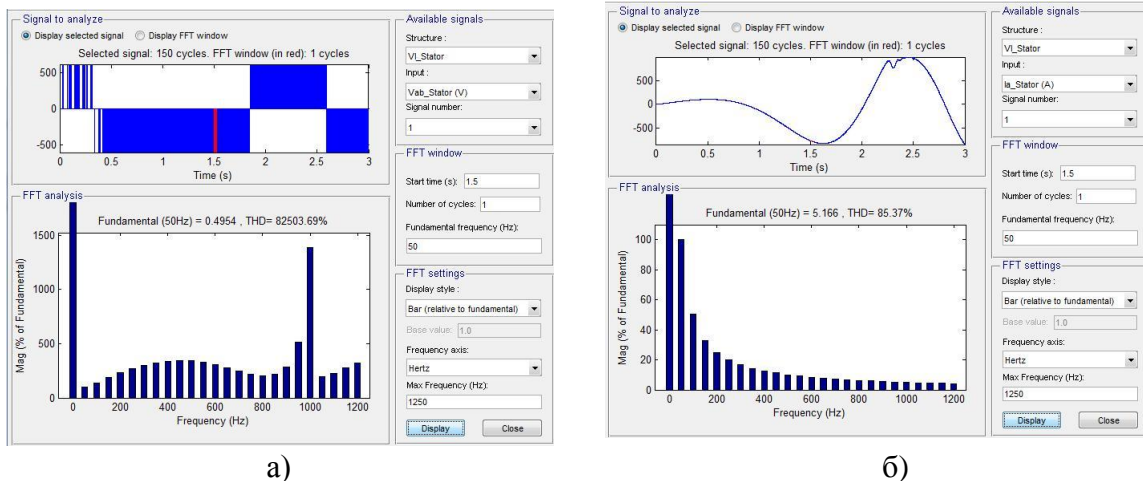 Signal to analyze
Display selected signal Display FFT window
Selected signal: 150 cycles. FFT window (in red): 1 cycles
500
0
-500
0 0.5 1 1.5 2 2.5 3
Time (s)
FFT analysis
Fundamental (50Hz) = 0.4954 , THD= 82503.69%
Mag (% of Fundamental)
1500
1000
500
0
0 200 400 600 800 1000 1200
Frequency (Hz)
Available signals
Structure :
VI_Stator
Input :
Vab_Stator (V)
Signal number:
1
FFT window
Start time (s): 1.5
Number of cycles: 1
Fundamental frequency (Hz):
50
FFT settings
Display style :
Bar (relative to fundamental)
Base value: 1.0
Frequency axis:
Hertz
Max Frequency (Hz):
1250
Display Close
а)
Signal to analyze
Display selected signal Display FFT window
Selected signal: 150 cycles. FFT window (in red): 1 cycles
500
0
-500
0 0.5 1 1.5 2 2.5 3
Time (s)
FFT analysis
Fundamental (50Hz) = 5.166 , THD= 85.37%
Mag (% of Fundamental)
100
80
60
40
20
0
0 200 400 600 800 1000 1200
Frequency (Hz)
Available signals
Structure :
VI_Stator
Input :
Ia_Stator (A)
Signal number:
1
FFT window
Start time (s): 1.5
Number of cycles: 1
Fundamental frequency (Hz):
50
FFT settings
Display style :
Bar (relative to fundamental)
Base value: 1.0
Frequency axis:
Hertz
Max Frequency (Hz):
1250
Display Close
б)